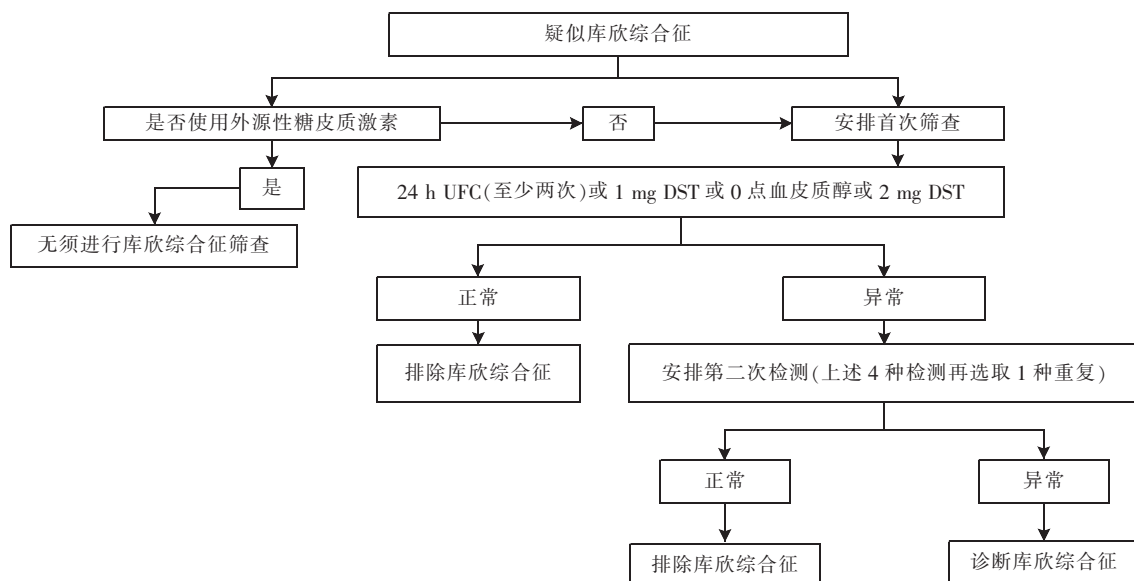 疑似库欣综合征
是否使用外源性糖皮质激素
否
安排首次筛查
是
24 h UFC(至少两次)或 1 mg DST 或 0 点血皮质醇或 2 mg DST
无须进行库欣综合征筛查
正常
异常
排除库欣综合征
安排第二次检测(上述 4 种检测再选取 1 种重复)
正常
异常
排除库欣综合征
诊断库欣综合征